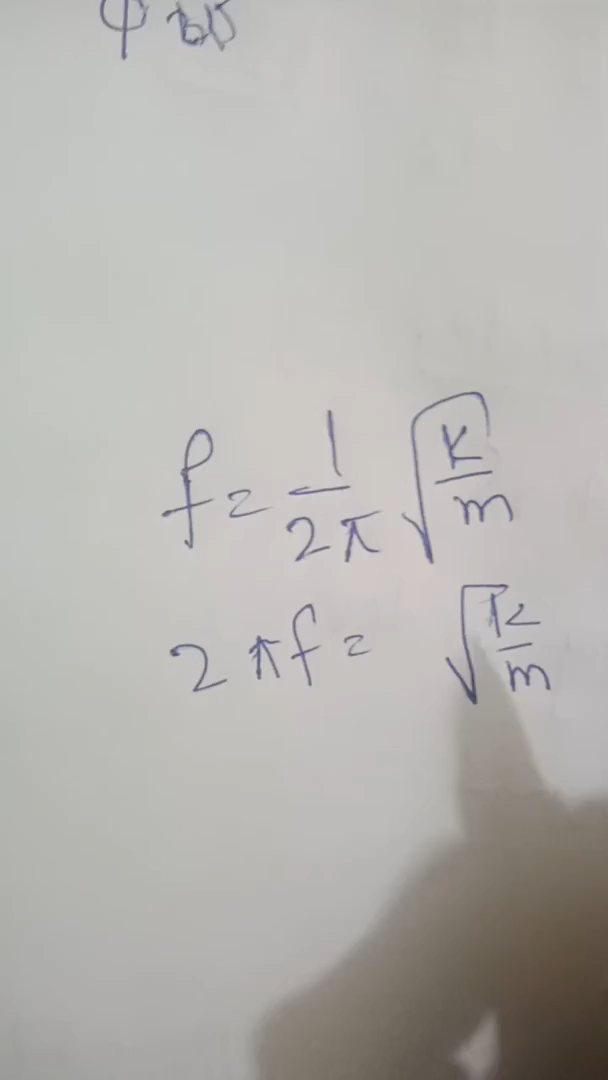 f = 1/2π √(K/m)
2πf = √(k/m)